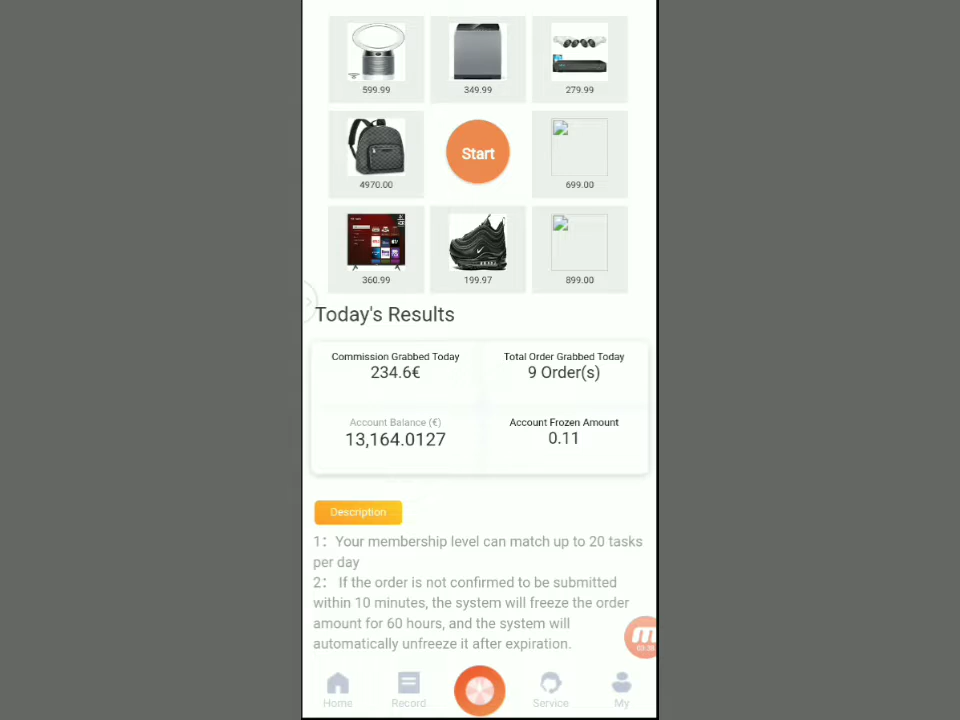 599.99
349.99
279.99
4970.00
Start
699.00
360.99
199.97
899.00
Today's Results
Commission Grabbed Today
234.6€
Total Order Grabbed Today
9 Order(s)
Account Balance (€)
13,164.0127
Account Frozen Amount
0.11
Description
1: Your membership level can match up to 20 tasks
per day
2: If the order is not confirmed to be submitted
within 10 minutes, the system will freeze the order
amount for 60 hours, and the system will
automatically unfreeze it after expiration.
Home
Record
Service
My